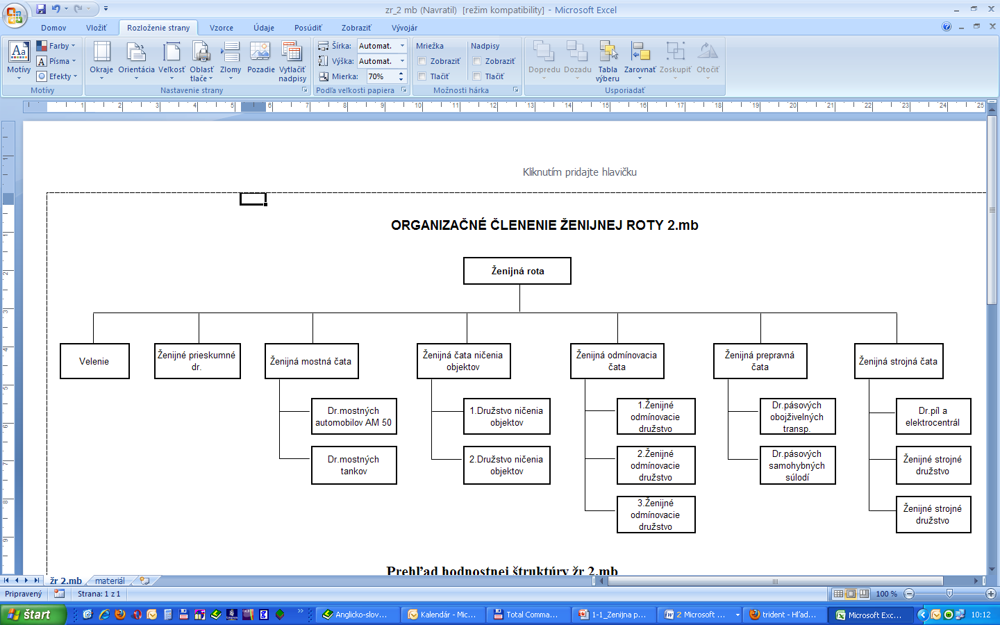 zr_2 mb (Navratil)  [režim kompatibility] - Microsoft Excel
Domov Vložiť Rozloženie strany Vzorce Údaje Posúdiť Zobraziť Vývojár
Motívy
Farby
Písma
Efekty
Motívy
Okraje
Orientácia
Veľkosť
Oblasť tlače
Zlomy
Pozadie
Vytlačiť nadpisy
Nastavenie strany
Šírka: Automat.
Výška: Automat.
Mierka: 70%
Podľa veľkosti papiera
Mriežka
Zobraziť
Tlačiť
Nadpisy
Zobraziť
Tlačiť
Možnosti hárka
Dopredu
Dozadu
Tabla výberu
Zarovnať
Zoskupiť
Otočiť
Usporiadať
1 2 3 4 5 6 7 8 9 10 11 12 13 14 15 16 17 18 19 20 21 22 23 24 25
1
1
2
3
4
5
6
7
8
9
Kliknutím pridajte hlavičku
ORGANIZAČNÉ ČLENENIE ŽENIJNEJ ROTY 2.mb
Ženijná rota
Velenie
Ženijné prieskumné
dr.
Ženijná mostná čata
Ženijná čata ničenia
objektov
Ženijná odmínovacia
čata
Ženijná prepravná
čata
Ženijná strojná čata
Dr.mostných
automobilov AM 50
Dr.mostných
tankov
1.Družstvo ničenia
objektov
2.Družstvo ničenia
objektov
1.Ženijné
odmínovacie
družstvo
2.Ženijné
odmínovacie
družstvo
3.Ženijné
odmínovacie
družstvo
Dr.pásových
obojživelných
transp.
Dr.pásových
samohybných
súlodí
Dr.píl a
elektrocentrál
Ženijné strojné
družstvo
Ženijné strojné
družstvo
Prehľad hodnostnej štruktúry žr 2.mb
žr 2.mb materiál
Pripravený Strana: 1 z 1 100 %
štart
Anglicko-slov...
Kalendár - Mic...
Total Comma...
1-1_Zenijna p...
2 Microsoft ...
trident - Hľad...
Microsoft Exc...
10:12